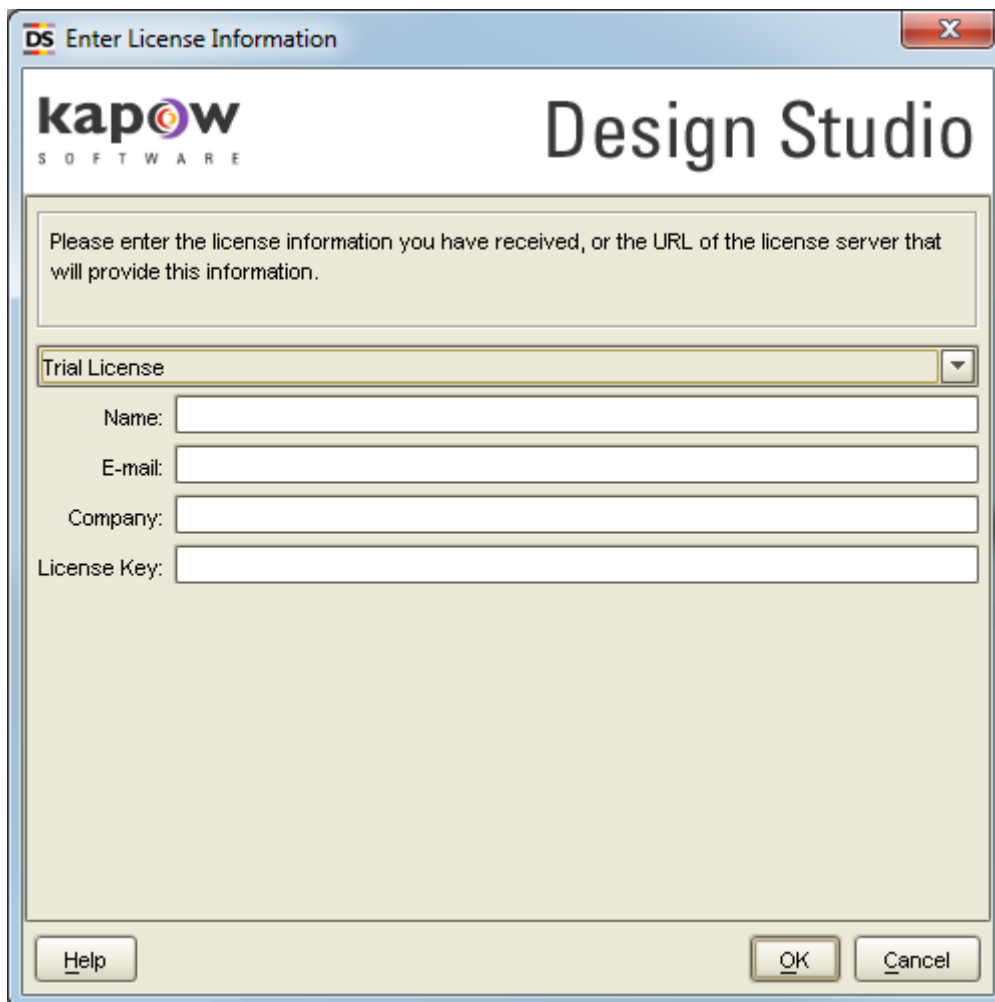 DS Enter License Information
kapow
SOFTWARE
Design Studio
Please enter the license information you have received, or the URL of the license server that
will provide this information.
Trial License
Name:
E-mail:
Company:
License Key:
Help
OK
Cancel